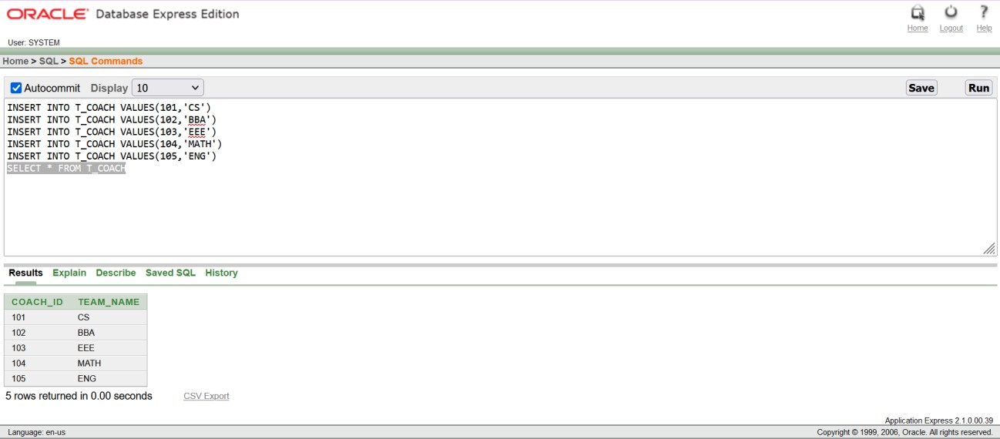 ORACLE Database Express Edition
Home Logout Help
User: SYSTEM
Home > SQL > SQL Commands
Autocommit Display 10 Save Run
INSERT INTO T_COACH VALUES(101,'CS')
INSERT INTO T_COACH VALUES(102,'BBA')
INSERT INTO T_COACH VALUES(103,'EEE')
INSERT INTO T_COACH VALUES(104,'MATH')
INSERT INTO T_COACH VALUES(105,'ENG')
SELECT * FROM T_COACH
Results Explain Describe Saved SQL History
COACH_ID TEAM_NAME
101 CS
102 BBA
103 EEE
104 MATH
105 ENG
5 rows returned in 0.00 seconds CSV Export
Application Express 2.1.0.00.39
Language: en-us Copyright © 1999, 2006, Oracle. All rights reserved.